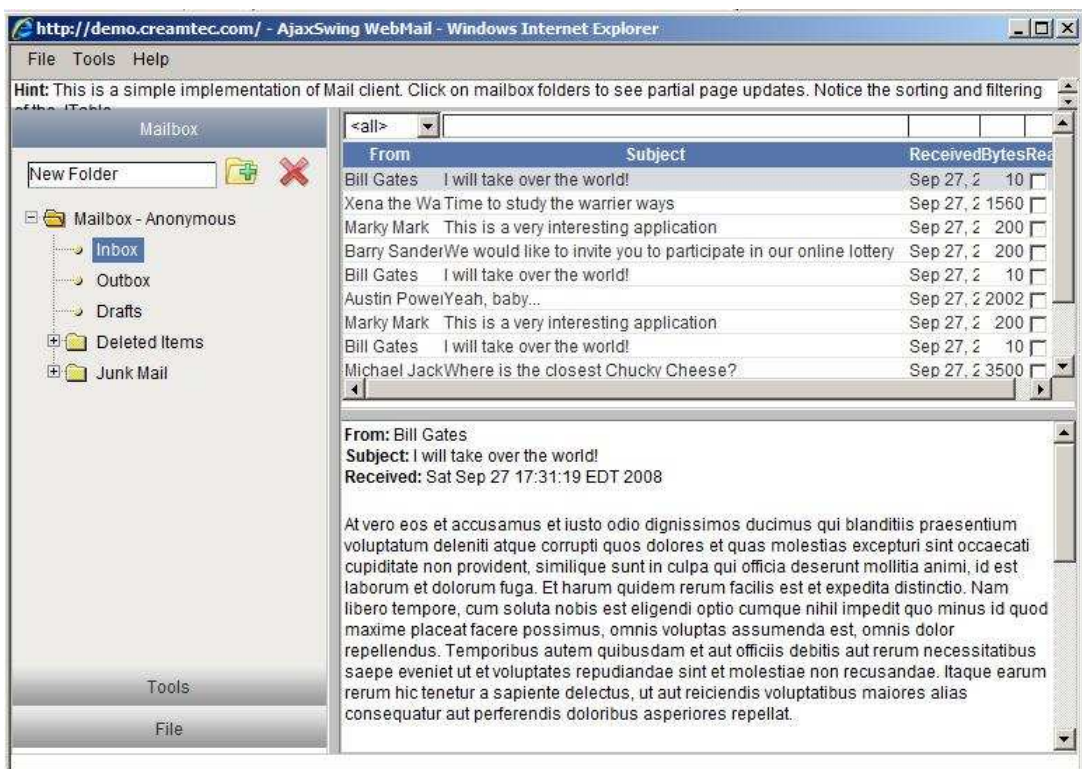 http://demo.creamtec.com/ - AjaxSwing WebMail - Windows Internet Explorer
File Tools Help
Hint: This is a simple implementation of Mail client. Click on mailbox folders to see partial page updates. Notice the sorting and filtering
Mailbox
New Folder
Mailbox - Anonymous
Inbox
Outbox
Drafts
Deleted Items
Junk Mail
Tools
File
<all>
From Subject Received Bytes Rea
Bill Gates I will take over the world! Sep 27, 2 10
Xena the Wa Time to study the warrier ways Sep 27, 2 1560
Marky Mark This is a very interesting application Sep 27, 2 200
Barry Sander We would like to invite you to participate in our online lottery Sep 27, 2 200
Bill Gates I will take over the world! Sep 27, 2 10
Austin Power Yeah, baby... Sep 27, 2 2002
Marky Mark This is a very interesting application Sep 27, 2 200
Bill Gates I will take over the world! Sep 27, 2 10
Michael Jack Where is the closest Chucky Cheese? Sep 27, 2 3500
From: Bill Gates
Subject: I will take over the world!
Received: Sat Sep 27 17:31:19 EDT 2008
At vero eos et accusamus et iusto odio dignissimos ducimus qui blanditiis praesentium
voluptatum deleniti atque corrupti quos dolores et quas molestias excepturi sint occaecati
cupiditate non provident, similique sunt in culpa qui officia deserunt mollitia animi, id est
laborum et dolorum fuga. Et harum quidem rerum facilis est et expedita distinctio. Nam
libero tempore, cum soluta nobis est eligendi optio cumque nihil impedit quo minus id quod
maxime placeat facere possimus, omnis voluptas assumenda est, omnis dolor
repellendus. Temporibus autem quibusdam et aut officiis debitis aut rerum necessitatibus
saepe eveniet ut et voluptates repudiandae sint et molestiae non recusandae. Itaque earum
rerum hic tenetur a sapiente delectus, ut aut reiciendis voluptatibus maiores alias
consequatur aut perferendis doloribus asperiores repellat.